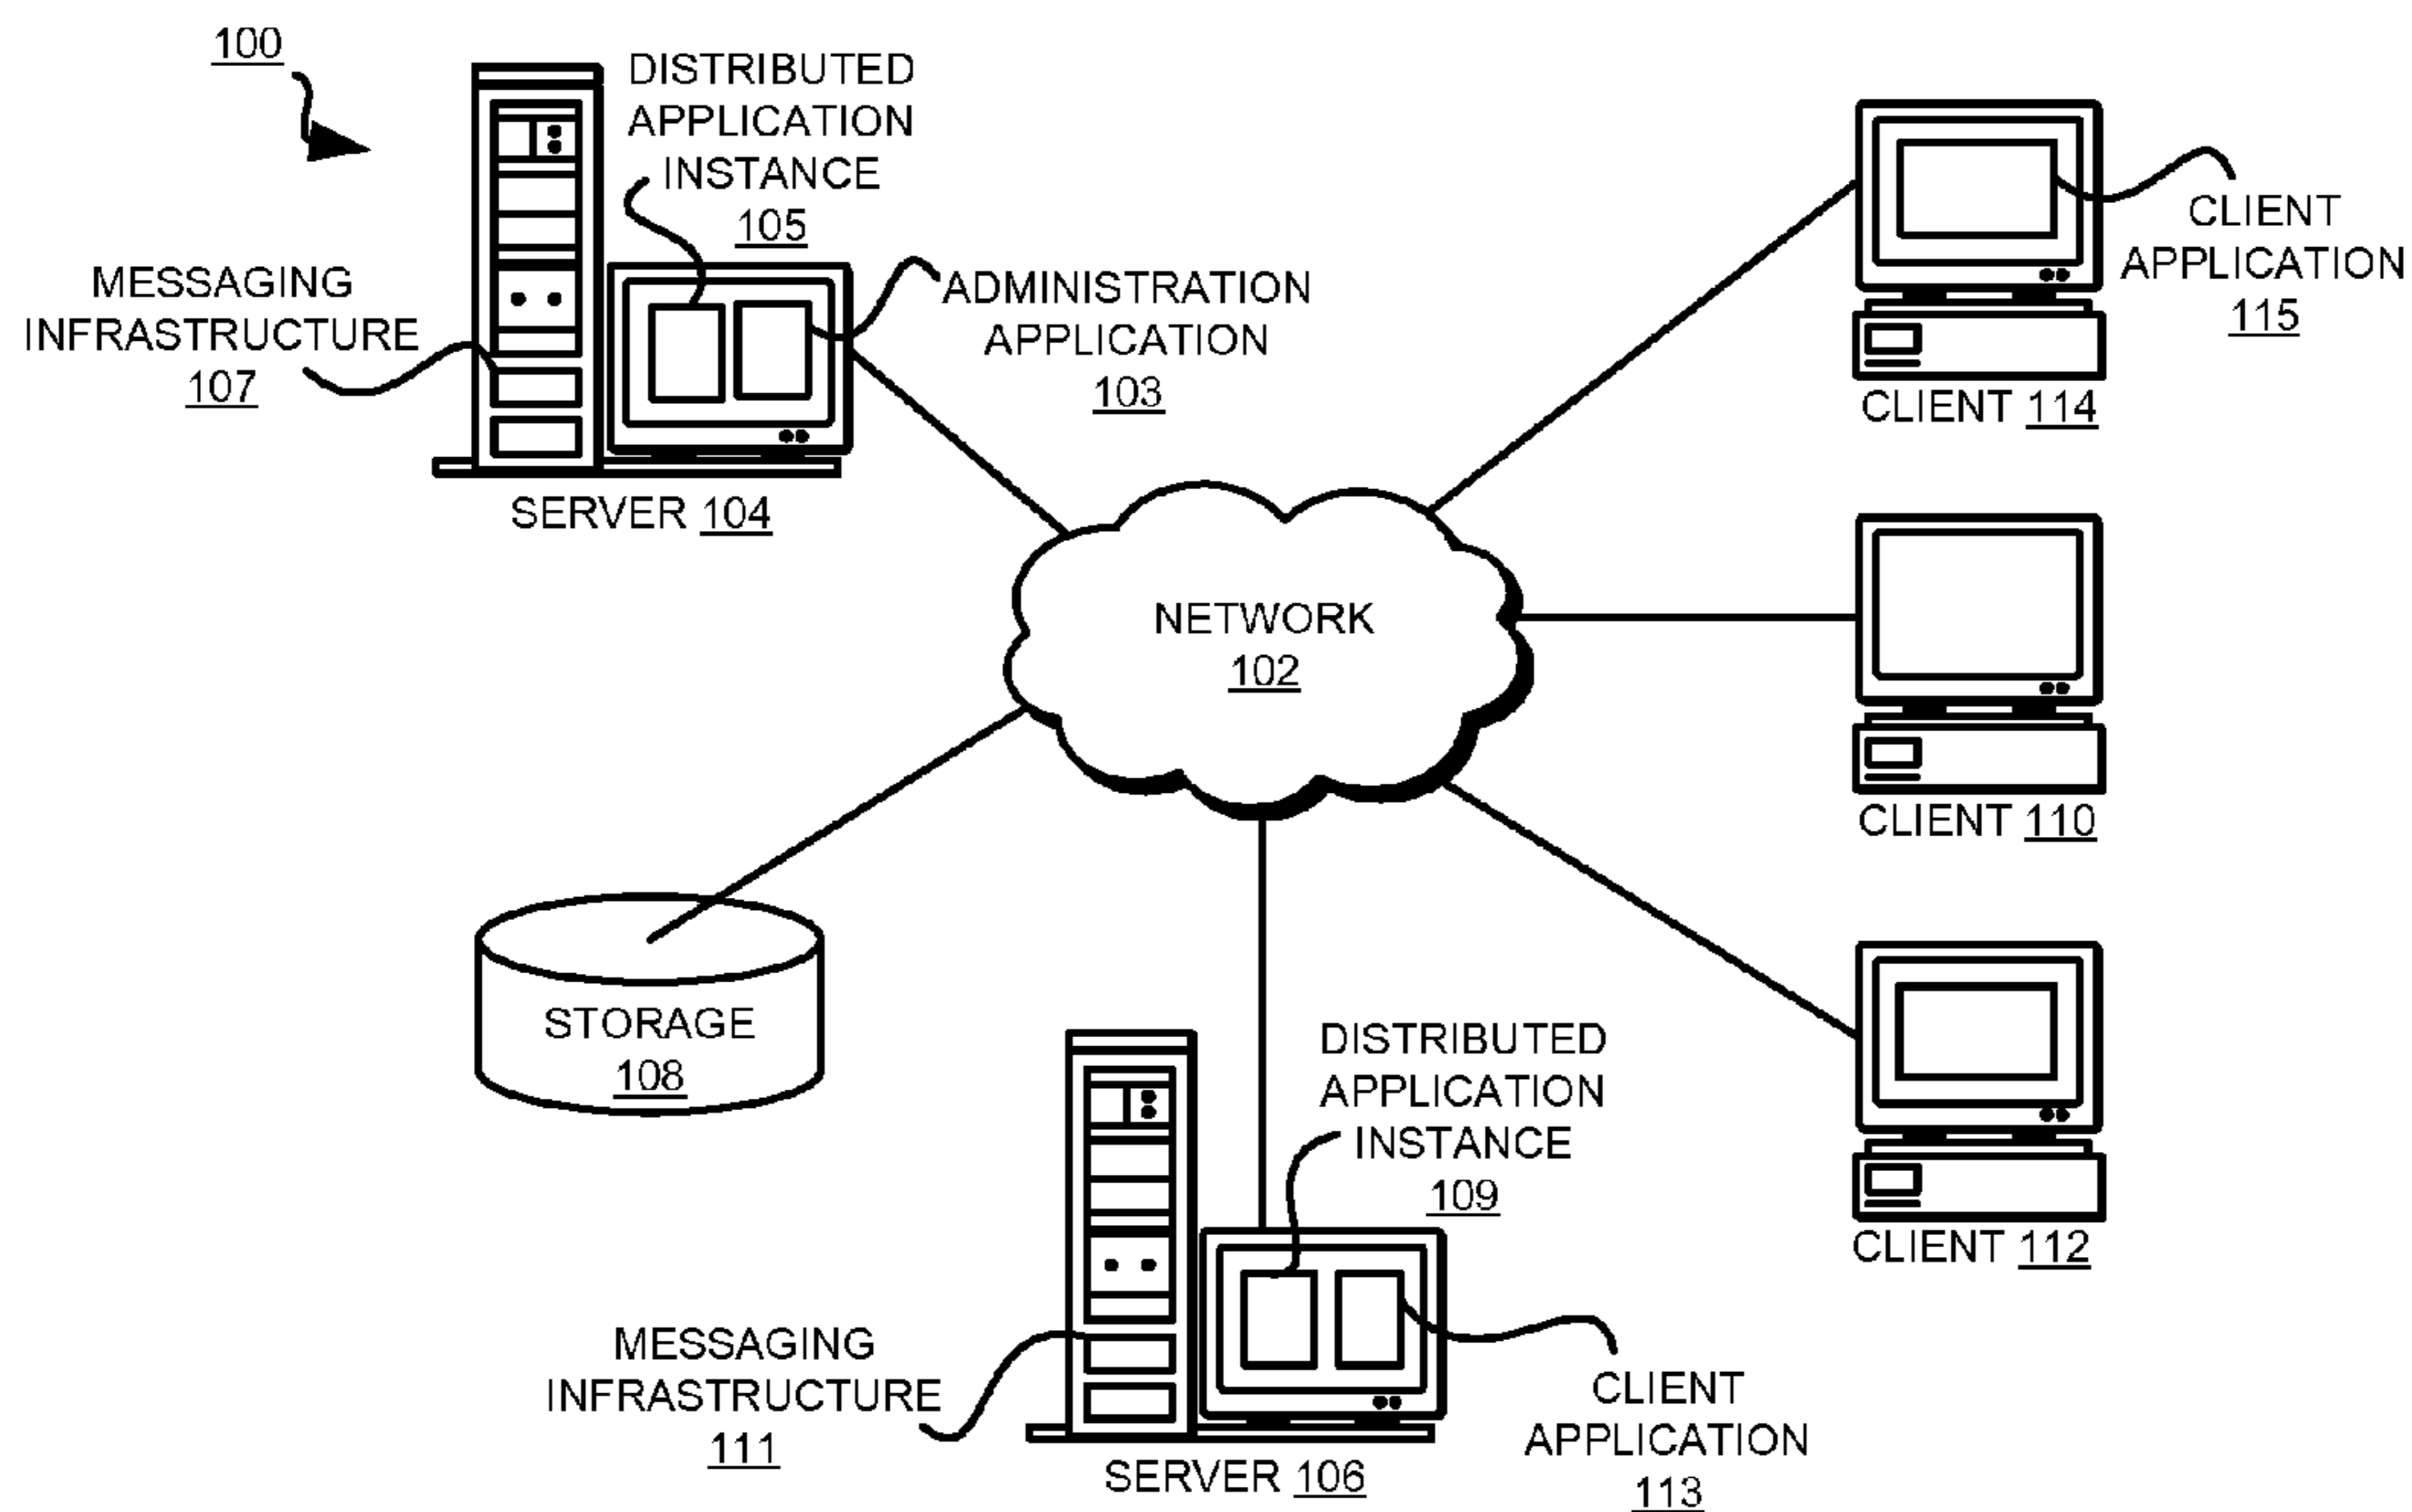 100
DISTRIBUTED
APPLICATION
INSTANCE
105
MESSAGING
INFRASTRUCTURE
107
ADMINISTRATION
APPLICATION
103
SERVER 104
CLIENT
APPLICATION
115
CLIENT 114
NETWORK
102
CLIENT 110
STORAGE
108
DISTRIBUTED
APPLICATION
INSTANCE
109
CLIENT 112
MESSAGING
INFRASTRUCTURE
111
CLIENT
APPLICATION
113
SERVER 106